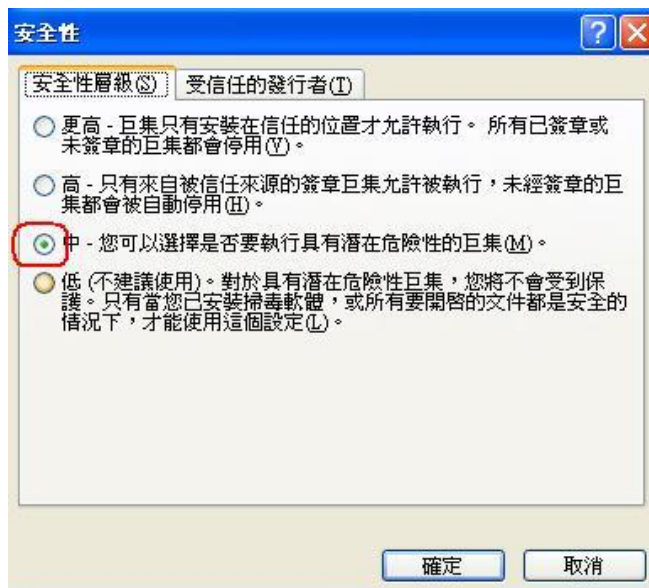 安全性
安全性層級(S)
受信任的發行者(T)
更高 - 巨集只有安裝在信任的位置才允許執行。 所有已簽章或
未簽章的巨集都會停用(V)。
高 - 只有來自被信任來源的簽章巨集允許被執行，未經簽章的巨
集都會被自動停用(H)。
中 - 您可以選擇是否要執行具有潛在危險性的巨集(M)。
低 (不建議使用)。對於具有潛在危險性巨集，您將不會受到保
護。只有當您已安裝掃毒軟體，或所有要開啓的文件都是安全的
情況下，才能使用這個設定(L)。
確定
取消